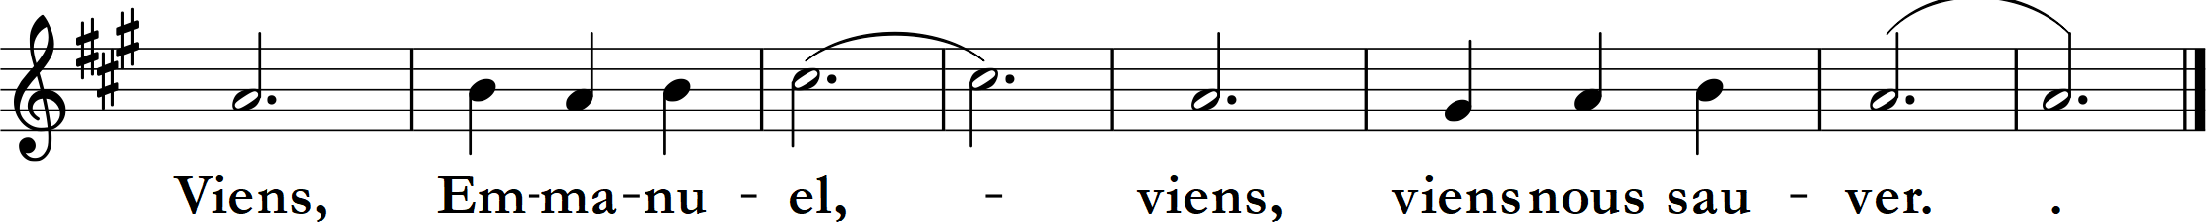 Viens, Em-ma-nu - el, - viens, viens nous sau - ver. .